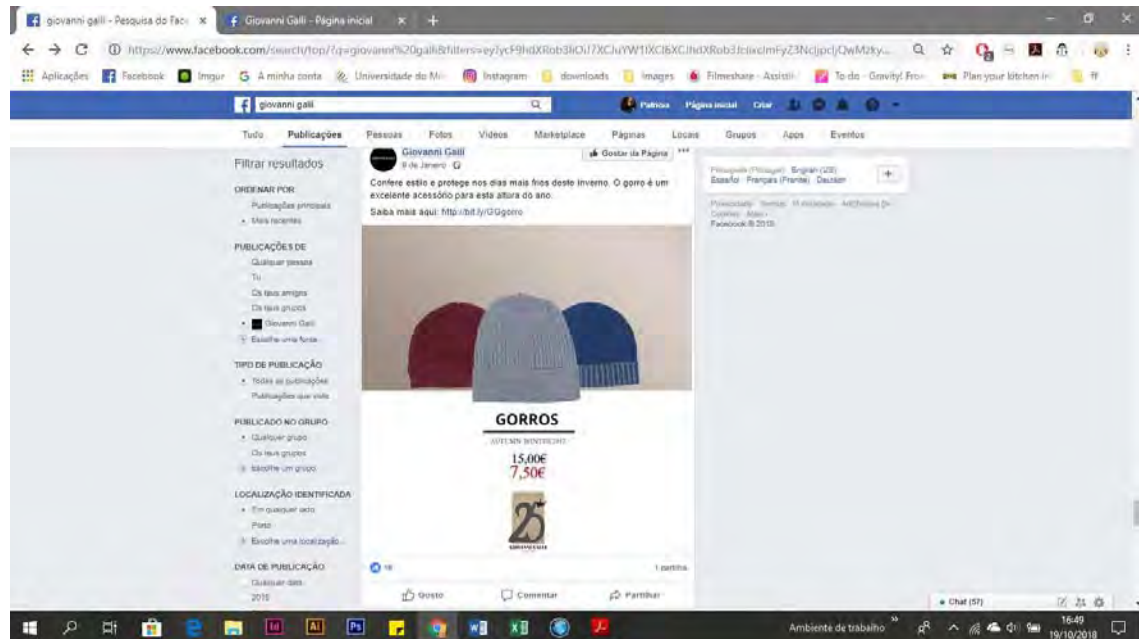 giovanni galli - Pesquisa do Face
Giovanni Galli - Página inicial
Aplicações Facebook Imgur A minha conta Universidade do Mi Instagram downloads Images Filmeshare - Assistir To do - Gravity! Fro Plan your kitchen in ff
giovanni galli
Patrícia Página inicial Criar
Tudo Publicações Pessoas Fotos Vídeos Marketplace Páginas Locais Grupos Apps Eventos
Filtrar resultados
ORDENAR POR
Publicações principais
Mais recentes
PUBLICAÇÕES DE
Qualquer pessoa
Tu
Os teus amigos
Os teus grupos
Giovanni Galli
Escolhe uma fonte...
TIPO DE PUBLICAÇÃO
Todas as publicações
Publicações que viste
PUBLICADO NO GRUPO
Qualquer grupo
Os teus grupos
Escolhe um grupo
LOCALIZAÇÃO IDENTIFICADA
Em qualquer lado
Porto
Escolhe uma localização...
DATA DE PUBLICAÇÃO
Qualquer data
2018
Giovanni Galli
de Janeiro
Gostar da Página
Confere estilo e protege nos dias mais frios deste inverno. O gorro é um
excelente acessório para esta altura do ano.
Saiba mais aqui: http://bit.ly/GGgorro
GORROS
15,00€
7,50€
25
GIOVANNI GALLI
1 partilha
Gosto Comentar Partilhar
Português (Portugal) English (US)
Español Français (France) Deutsch
Chat (57)
Ambiente de trabalho
16:49
19/10/2018